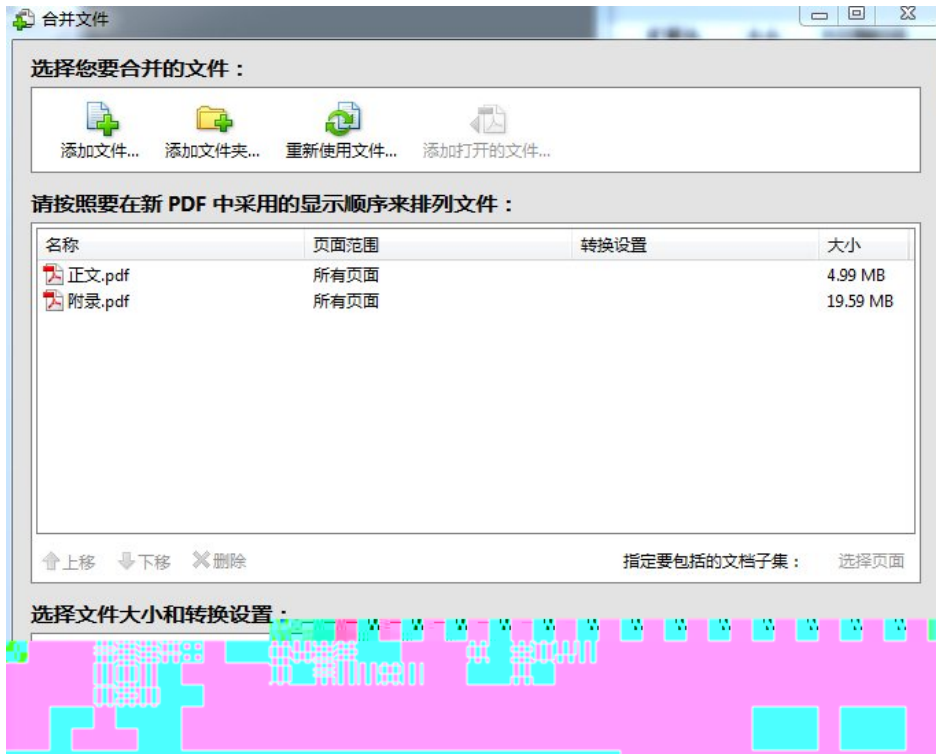 合并文件
选择您要合并的文件：
添加文件... 添加文件夹... 重新使用文件... 添加打开的文件...
请按照要在新 PDF 中采用的显示顺序来排列文件：
名称 页面范围 转换设置 大小
正文.pdf 所有页面 4.99 MB
附录.pdf 所有页面 19.59 MB
上移 下移 删除 指定要包括的文档子集： 选择页面
选择文件大小和转换设置：